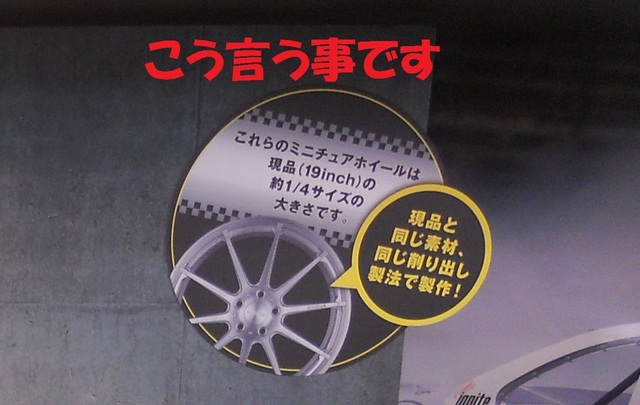 こう言う事です
これらのミニチュアホイールは
現品(19inch)の
約1/4サイズの
大きさです。
現品と
同じ素材、
同じ削り出し
製法で製作!
ignite